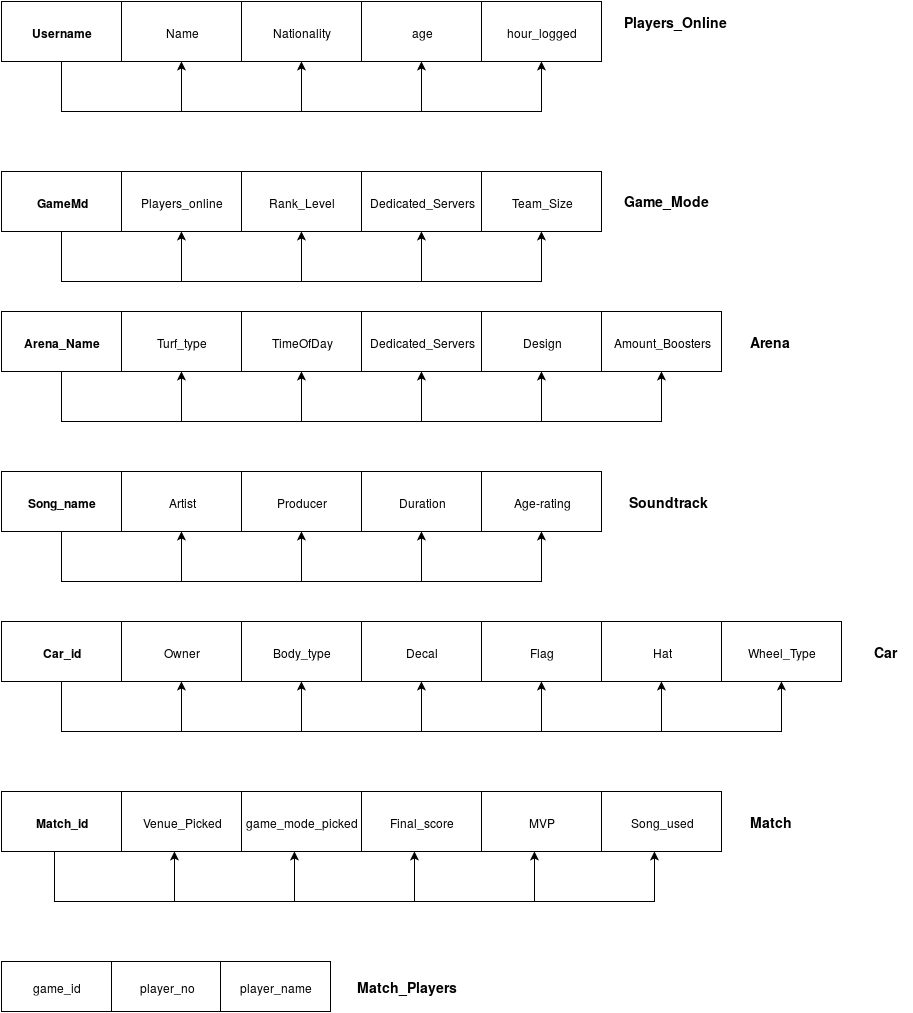 Username Name Nationality age hour_logged Players_Online
GameMd Players_online Rank_Level Dedicated_Servers Team_Size Game_Mode
Arena_Name Turf_type TimeOfDay Dedicated_Servers Design Amount_Boosters Arena
Song_name Artist Producer Duration Age-rating Soundtrack
Car_Id Owner Body_type Decal Flag Hat Wheel_Type Car
Match_id Venue_Picked game_mode_picked Final_score MVP Song_used Match
game_id player_no player_name Match_Players